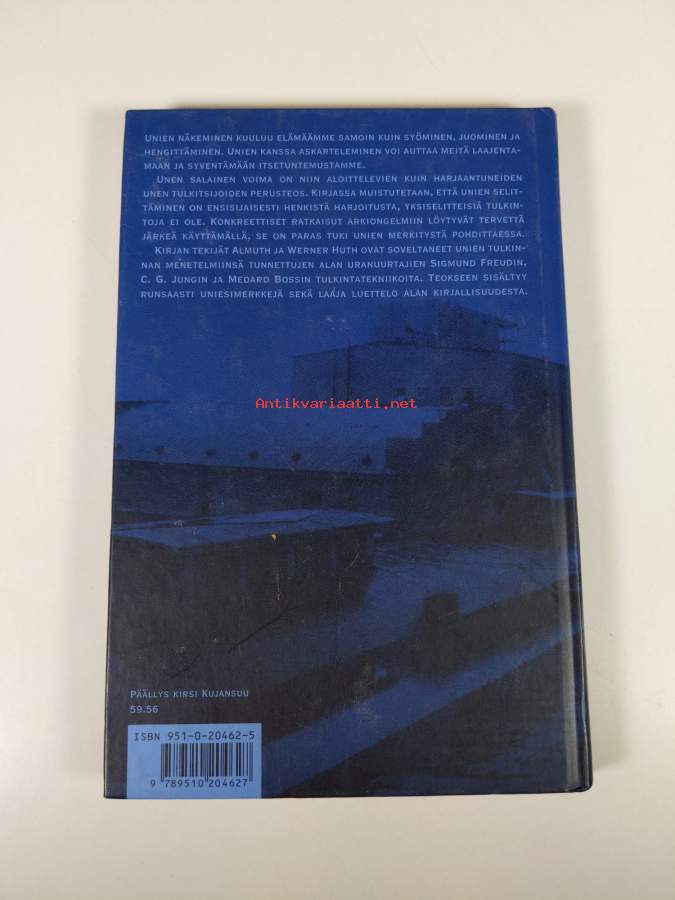 UNIEN NÄKEMINEN KUULUU ELÄMÄÄMME SAMOIN KUIN SYÖMINEN, JUOMINEN JA
HENGITTÄMINEN. UNIEN KANSSA ASKARTELEMINEN VOI AUTTAA MEITÄ LAAJENTA-
MAAN JA SYVENTÄMÄÄN ITSETUNTEMUSTAMME.
UNEN SALAINEN VOIMA ON NIIN ALOITTELEVIEN KUIN HARJAANTUNEIDEN
UNEN TULKITSIJOIDEN PERUSTEOS. KIRJASSA MUISTUTETAAN, ETTÄ UNIEN SELIT-
TÄMINEN ON ENSISIJAISESTI HENKISTÄ HARJOITUSTA, YKSISELITTEISIÄ TULKIN-
TOJA EI OLE. KONKREETTISET RATKAISUT ARKIONGELMIIN LÖYTYVÄT TERVETTÄ
JÄRKEÄ KÄYTTÄMÄLLÄ, SE ON PARAS TUKI UNIEN MERKITYSTÄ POHDITTAESSA.
KIRJAN TEKIJÄT ALMUTH JA WERNER HUTH OVAT SOVELTANEET UNIEN TULKIN-
NAN MENETELMIINSÄ TUNNETTUJEN ALAN URANUURTAJIEN SIGMUND FREUDIN,
C. G. JUNGIN JA MEDARD BOSSIN TULKINTATEKNIIKOITA. TEOKSEEN SISÄLTYY
RUNSAASTI UNIESIMERKKEJÄ SEKÄ LAAJA LUETTELO ALAN KIRJALLISUUDESTA.
Antikvariaatti.net
PÄÄLLYS KIRSI KUJANSUU
59.56
ISBN 951-0-20462-5
9 789510 204627